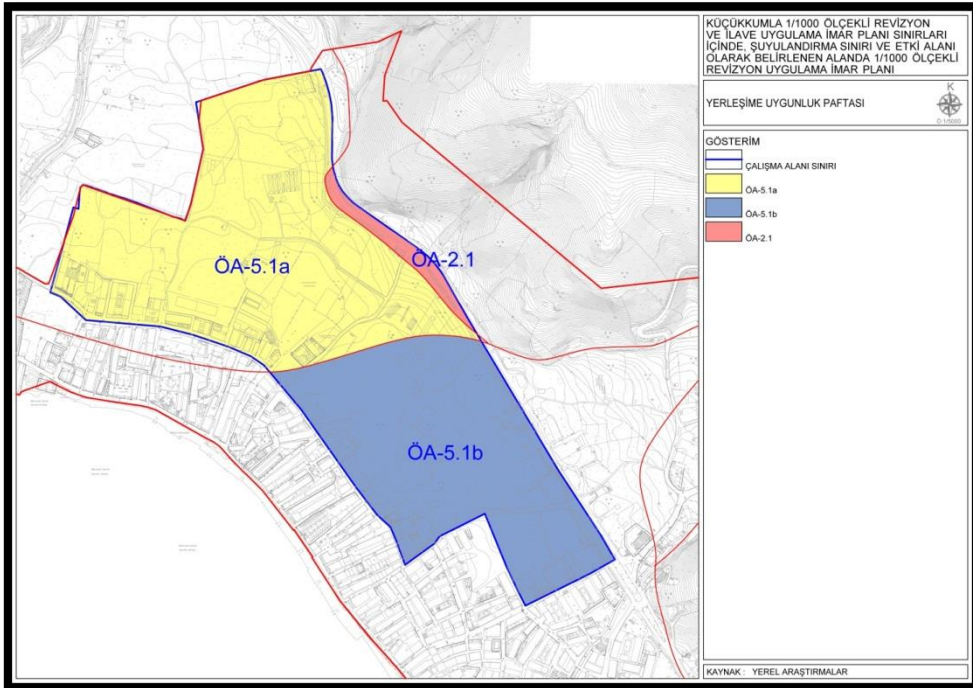 KÜÇÜKKUMLA 1/1000 ÖLÇEKLİ REVİZYON
VE İLAVE UYGULAMA İMAR PLANI SINIRLARI
İÇİNDE, ŞUYULANDIRMA SINIRI VE ETKİ ALANI
OLARAK BELİRLENEN ALANDA 1/1000 ÖLÇEKLİ
REVİZYON UYGULAMA İMAR PLANI
YERLEŞİME UYGUNLUK PAFTASI
K
Ö:1/5000
GÖSTERİM
ÇALIŞMA ALANI SINIRI
ÖA-5.1a
ÖA-5.1b
ÖA-2.1
ÖA-2.1
ÖA-5.1a
ÖA-5.1b
KAYNAK : YEREL ARAŞTIRMALAR